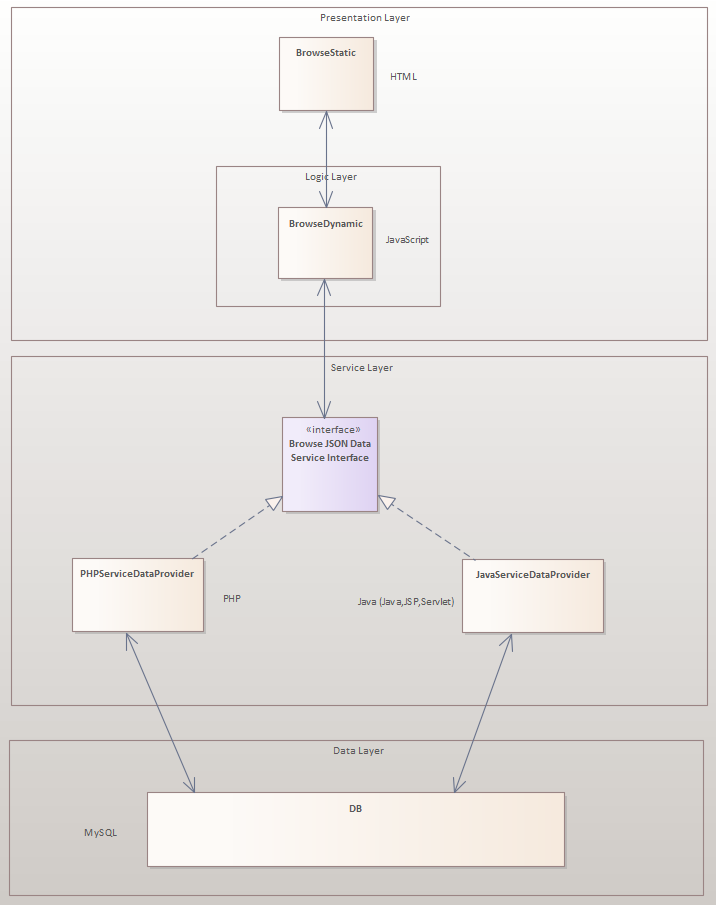 Presentation Layer
BrowseStatic
HTML
Logic Layer
BrowseDynamic
JavaScript
Service Layer
«interface»
Browse JSON Data
Service Interface
PHPServiceDataProvider
PHP
Java (Java,JSP,Servlet)
JavaServiceDataProvider
Data Layer
DB
MySQL